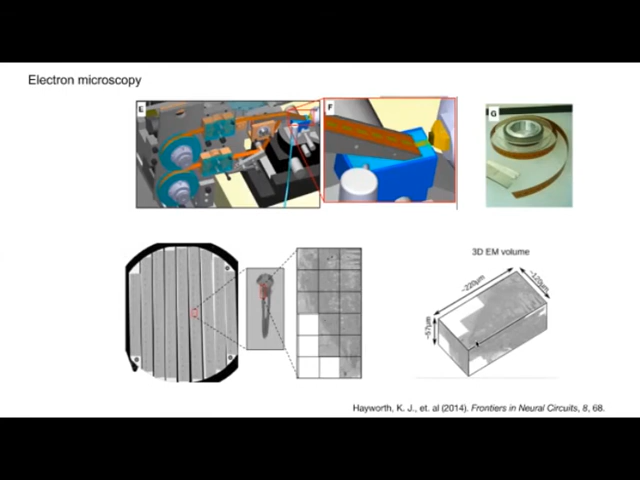 Electron microscopy
E
F
G
3D EM volume
~220μm
~120μm
~57μm
Hayworth, K. J., et. al (2014). Frontiers in Neural Circuits, 8, 68.